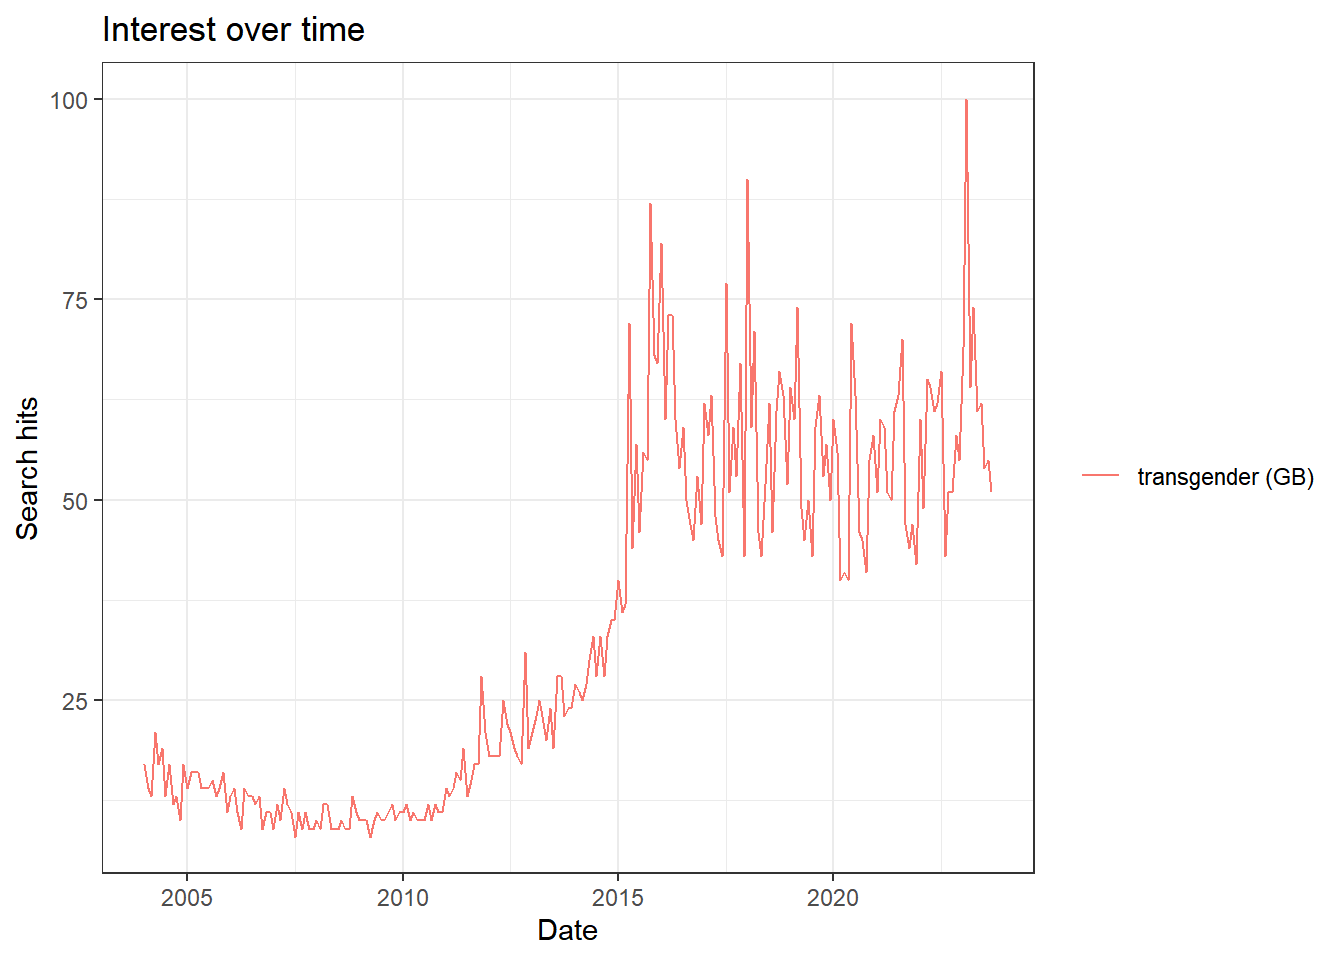 Interest over time
100
75
50
25
Search hits
2005 2010 2015 2020
Date
transgender (GB)